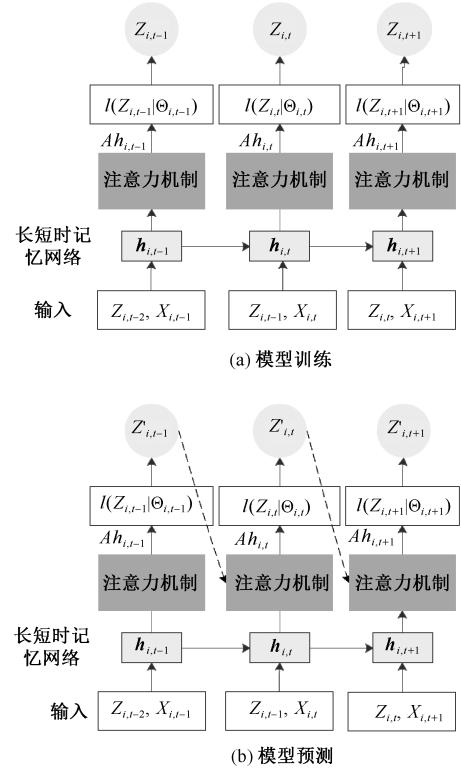 Z_{i,t−1} Z_{i,t} Z_{i,t+1}
l(Z_{i,t−1}|Θ_{i,t−1}) l(Z_{i,t}|Θ_{i,t}) l(Z_{i,t+1}|Θ_{i,t+1})
Ah_{i,t−1} Ah_{i,t} Ah_{i,t+1}
注意力机制 注意力机制 注意力机制
长短时记
忆网络
h_{i,t−1} h_{i,t} h_{i,t+1}
输入 Z_{i,t−2}, X_{i,t−1} Z_{i,t−1}, X_{i,t} Z_{i,t}, X_{i,t+1}
(a) 模型训练
Z'_{i,t−1} Z'_{i,t} Z'_{i,t+1}
l(Z_{i,t−1}|Θ_{i,t−1}) l(Z_{i,t}|Θ_{i,t}) l(Z_{i,t+1}|Θ_{i,t+1})
Ah_{i,t−1} Ah_{i,t} Ah_{i,t+1}
注意力机制 注意力机制 注意力机制
长短时记
忆网络
h_{i,t−1} h_{i,t} h_{i,t+1}
输入 Z_{i,t−2}, X_{i,t−1} Z_{i,t−1}, X_{i,t} Z_{i,t}, X_{i,t+1}
(b) 模型预测